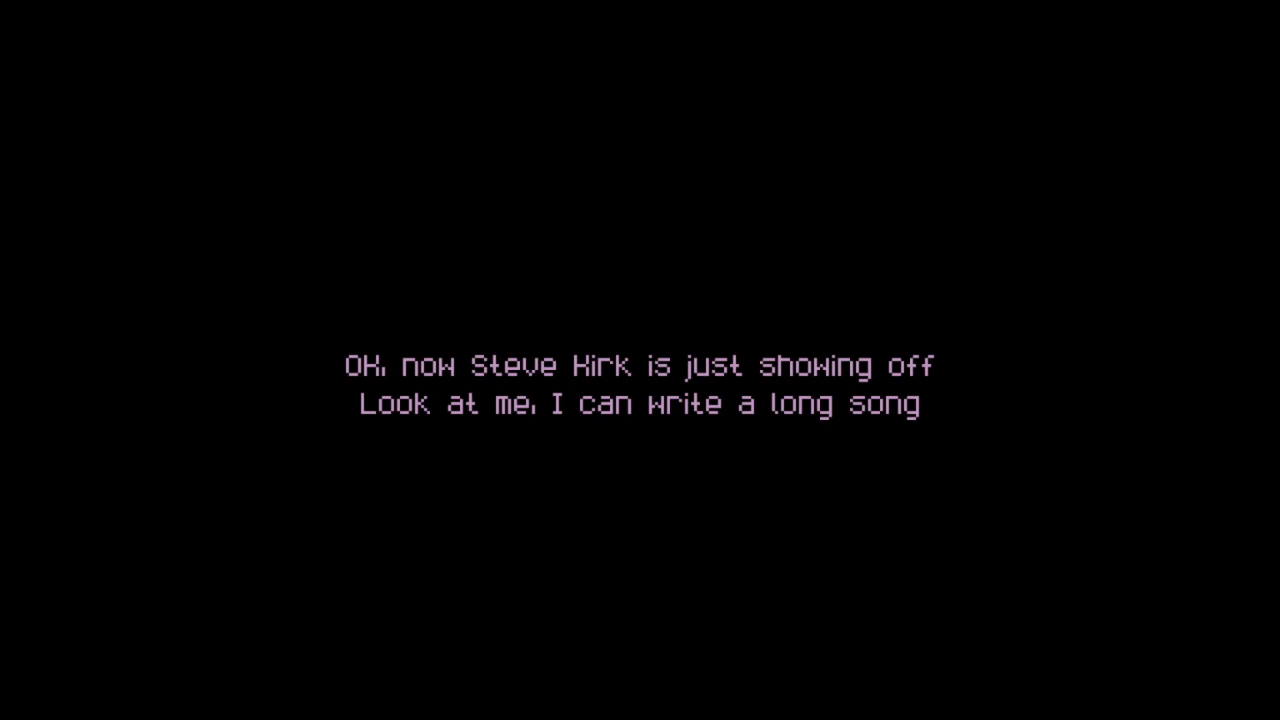 OK, now Steve Kirk is just showing off
Look at me, I can write a long song